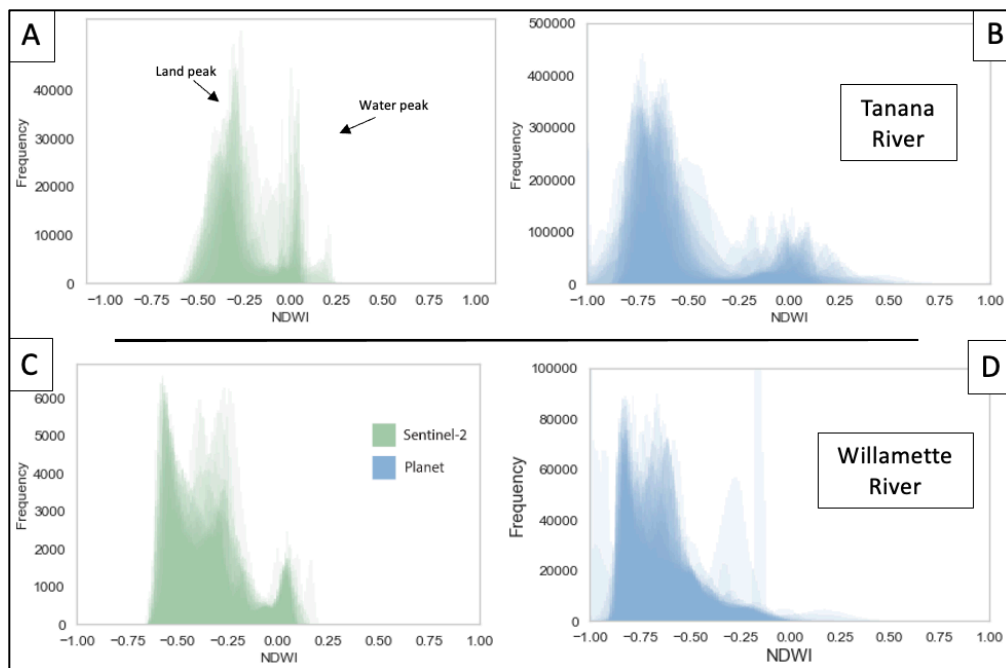 A
Frequency
40000
30000
20000
10000
0
Land peak
Water peak
−1.00 −0.75 −0.50 −0.25 0.00 0.25 0.50 0.75 1.00
NDWI
B
Frequency
500000
400000
300000
200000
100000
0
Tanana
River
−1.00 −0.75 −0.50 −0.25 0.00 0.25 0.50 0.75 1.00
NDWI
C
Frequency
6000
5000
4000
3000
2000
1000
0
Sentinel-2
Planet
−1.00 −0.75 −0.50 −0.25 0.00 0.25 0.50 0.75 1.00
NDWI
D
Frequency
100000
80000
60000
40000
20000
0
Willamette
River
−1.00 −0.75 −0.50 −0.25 0.00 0.25 0.50 0.75 1.00
NDWI